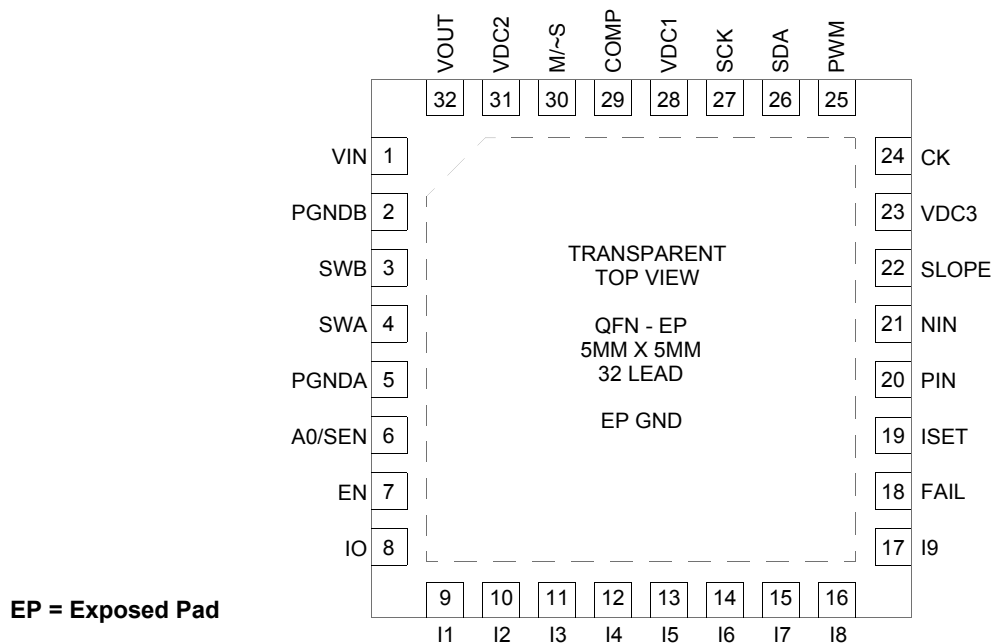 VOUT VDC2 M/~S COMP VDC1 SCK SDA PWM
32 31 30 29 28 27 26 25
VIN 1
PGNDB 2
SWB 3
SWA 4
PGNDA 5
A0/SEN 6
EN 7
IO 8
TRANSPARENT
TOP VIEW
QFN - EP
5MM X 5MM
32 LEAD
EP GND
24 CK
23 VDC3
22 SLOPE
21 NIN
20 PIN
19 ISET
18 FAIL
17 I9
9 10 11 12 13 14 15 16
I1 I2 I3 I4 I5 I6 I7 I8
EP = Exposed Pad